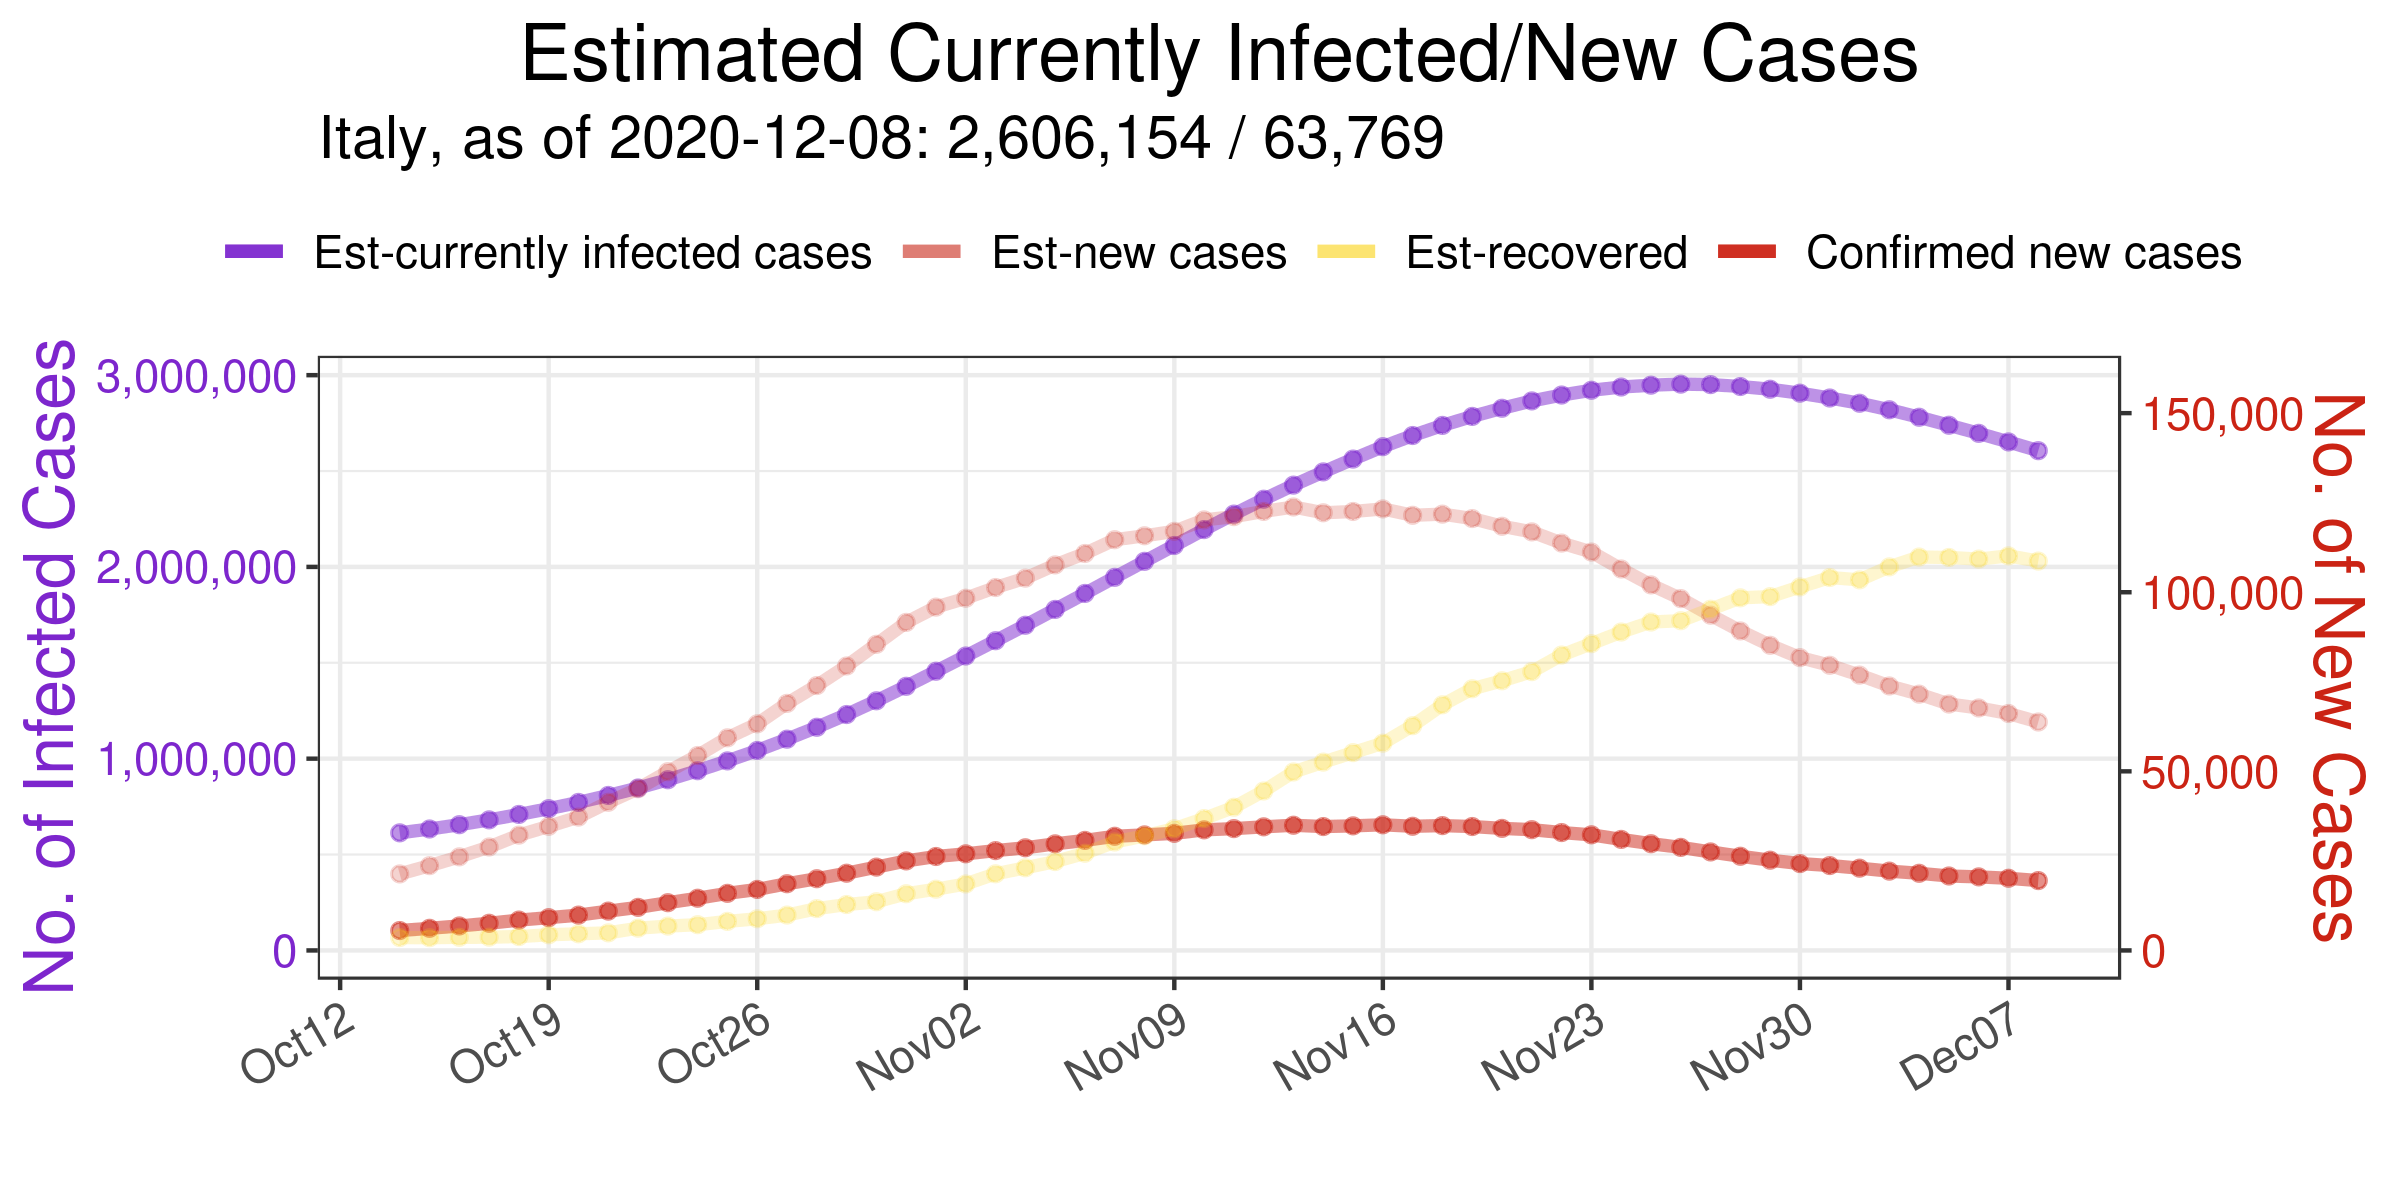 Estimated Currently Infected/New Cases
Italy, as of 2020-12-08: 2,606,154 / 63,769
Est-currently infected cases Est-new cases Est-recovered Confirmed new cases
No. of Infected Cases
3,000,000
2,000,000
1,000,000
0
150,000
100,000
50,000
0
No. of New Cases
Oct12 Oct19 Oct26 Nov02 Nov09 Nov16 Nov23 Nov30 Dec07